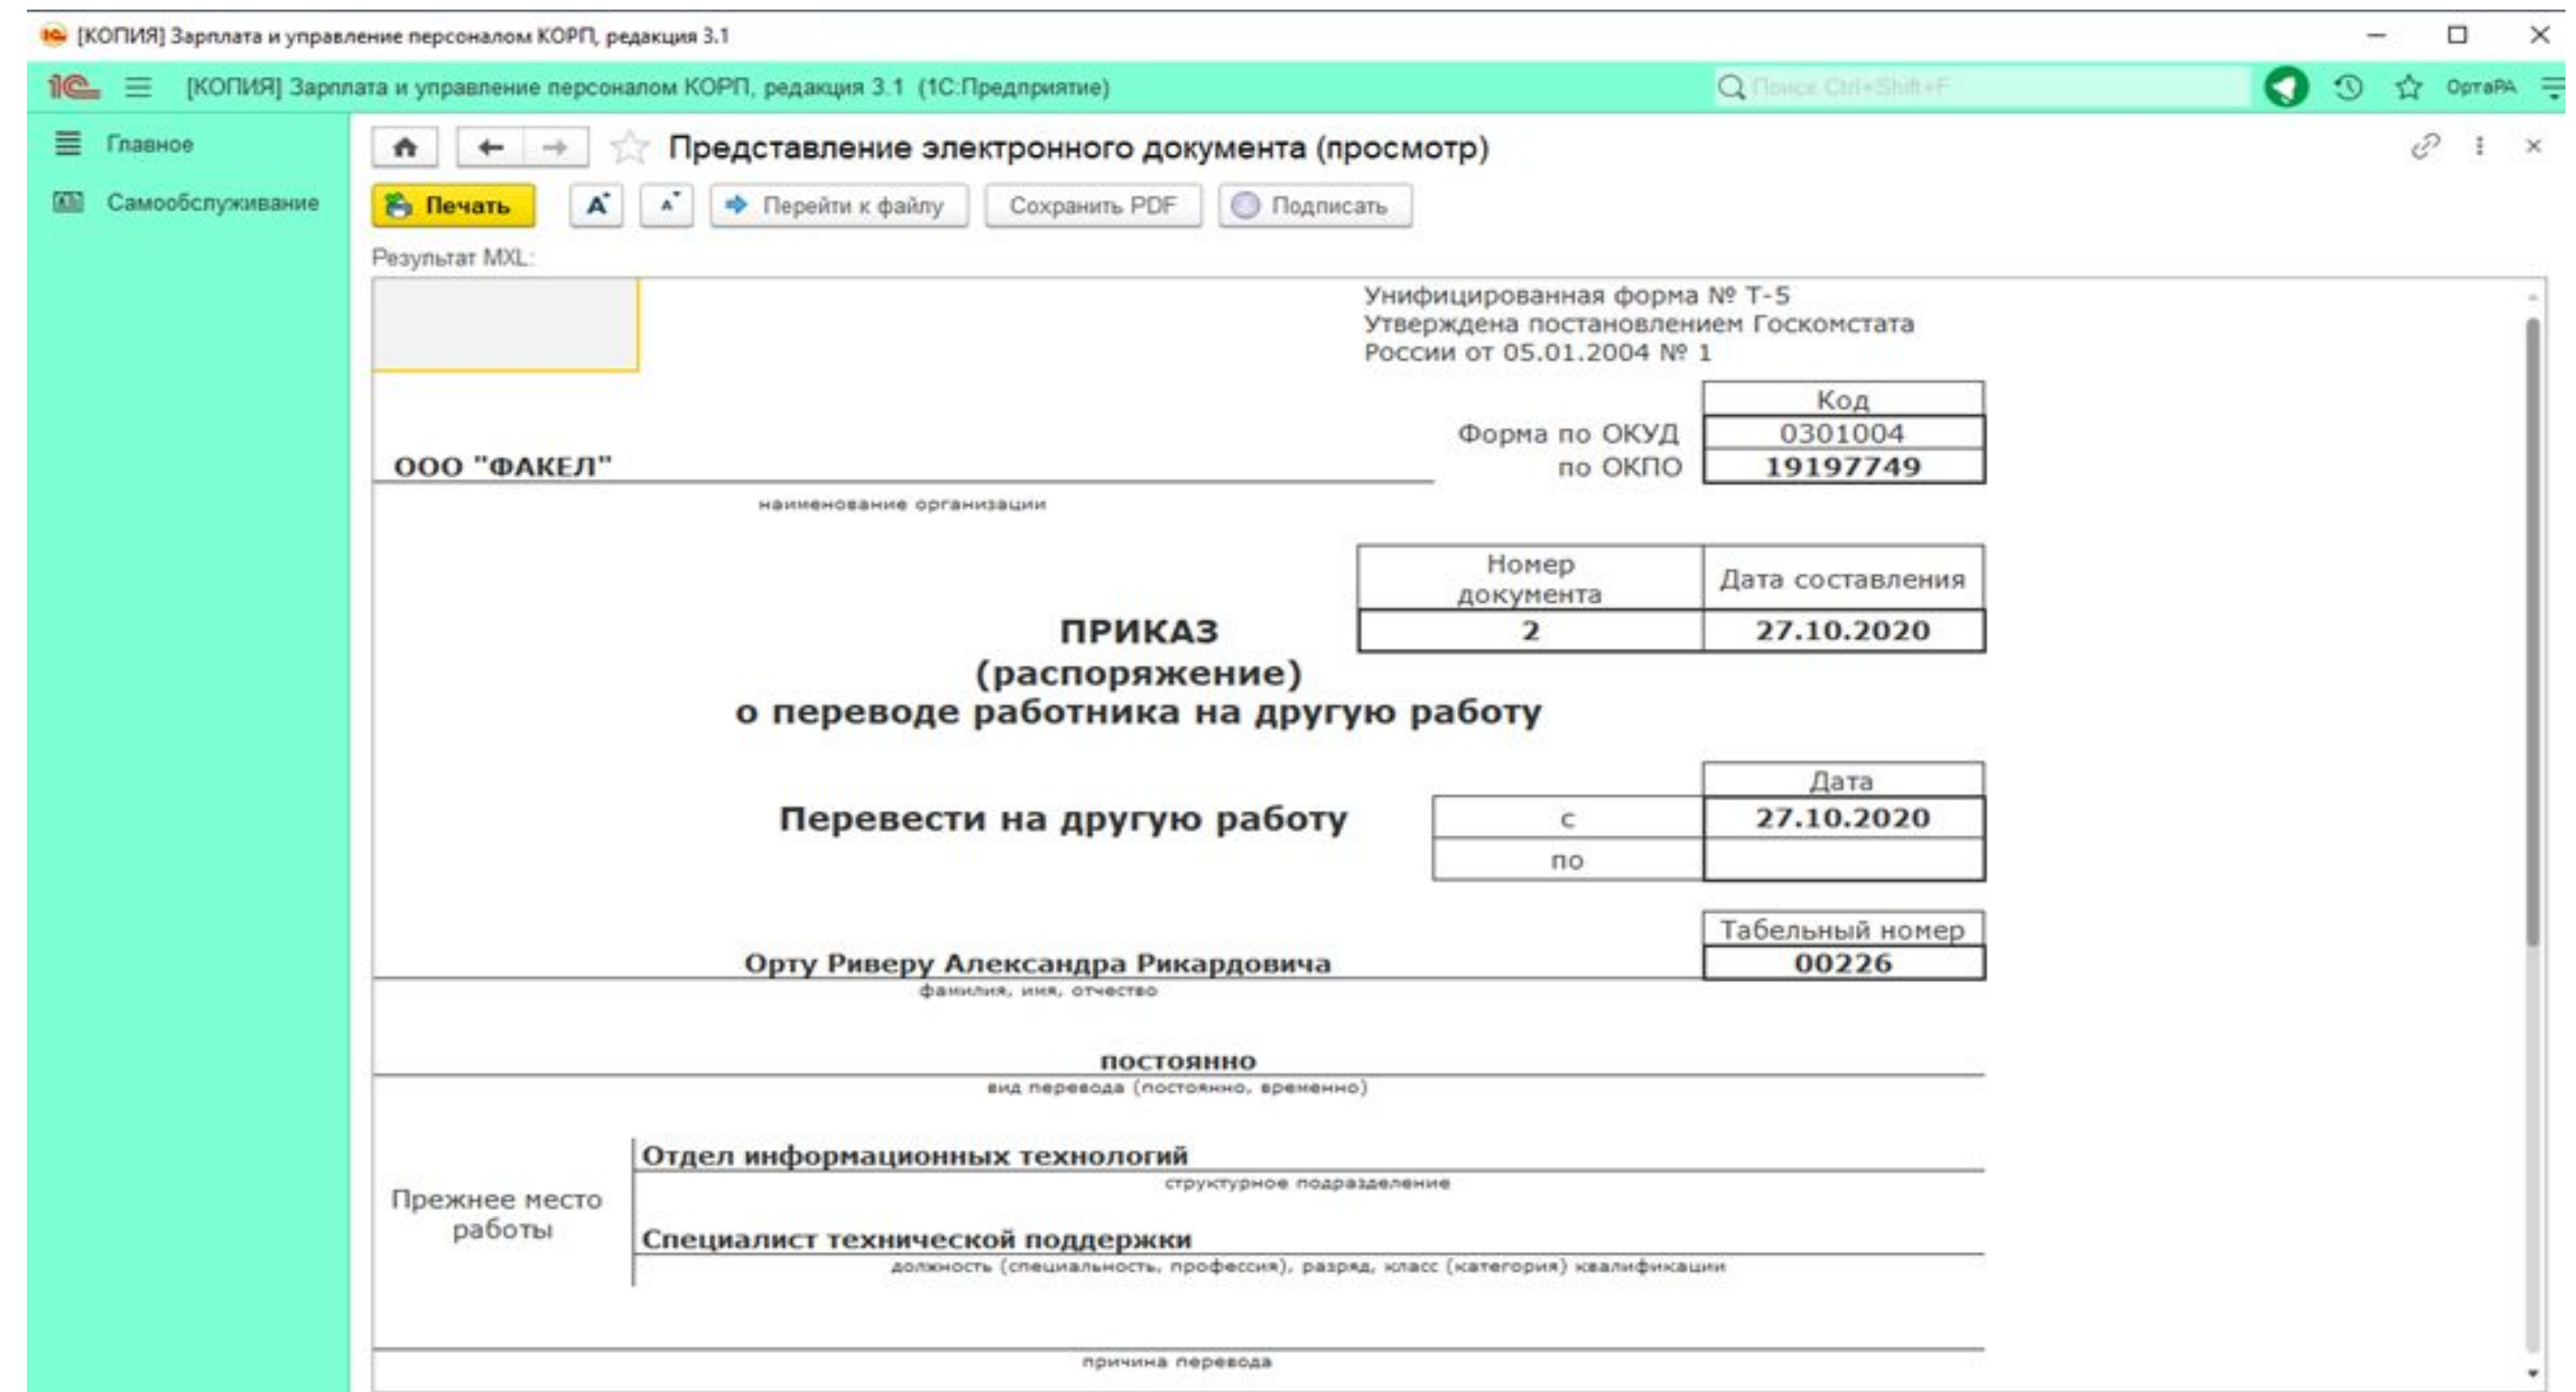 [КОПИЯ] Зарплата и управление персоналом КОРП, редакция 3.1
[КОПИЯ] Зарплата и управление персоналом КОРП, редакция 3.1 (1С:Предприятие)
Поиск Ctrl+Shift+F
ОртаРА
Главное
Самообслуживание
Представление электронного документа (просмотр)
Печать
Перейти к файлу
Сохранить PDF
Подписать
Результат MXL:
Унифицированная форма № Т-5
Утверждена постановлением Госкомстата
России от 05.01.2004 № 1
Код
Форма по ОКУД 0301004
ООО "ФАКЕЛ" по ОКПО 19197749
наименование организации
Номер документа Дата составления
2 27.10.2020
ПРИКАЗ
(распоряжение)
о переводе работника на другую работу
Дата
Перевести на другую работу с 27.10.2020
по
Табельный номер
Орту Риверу Александра Рикардовича 00226
фамилия, имя, отчество
постоянно
вид перевода (постоянно, временно)
Прежнее место работы
Отдел информационных технологий
структурное подразделение
Специалист технической поддержки
должность (специальность, профессия), разряд, класс (категория) квалификации
причина перевода